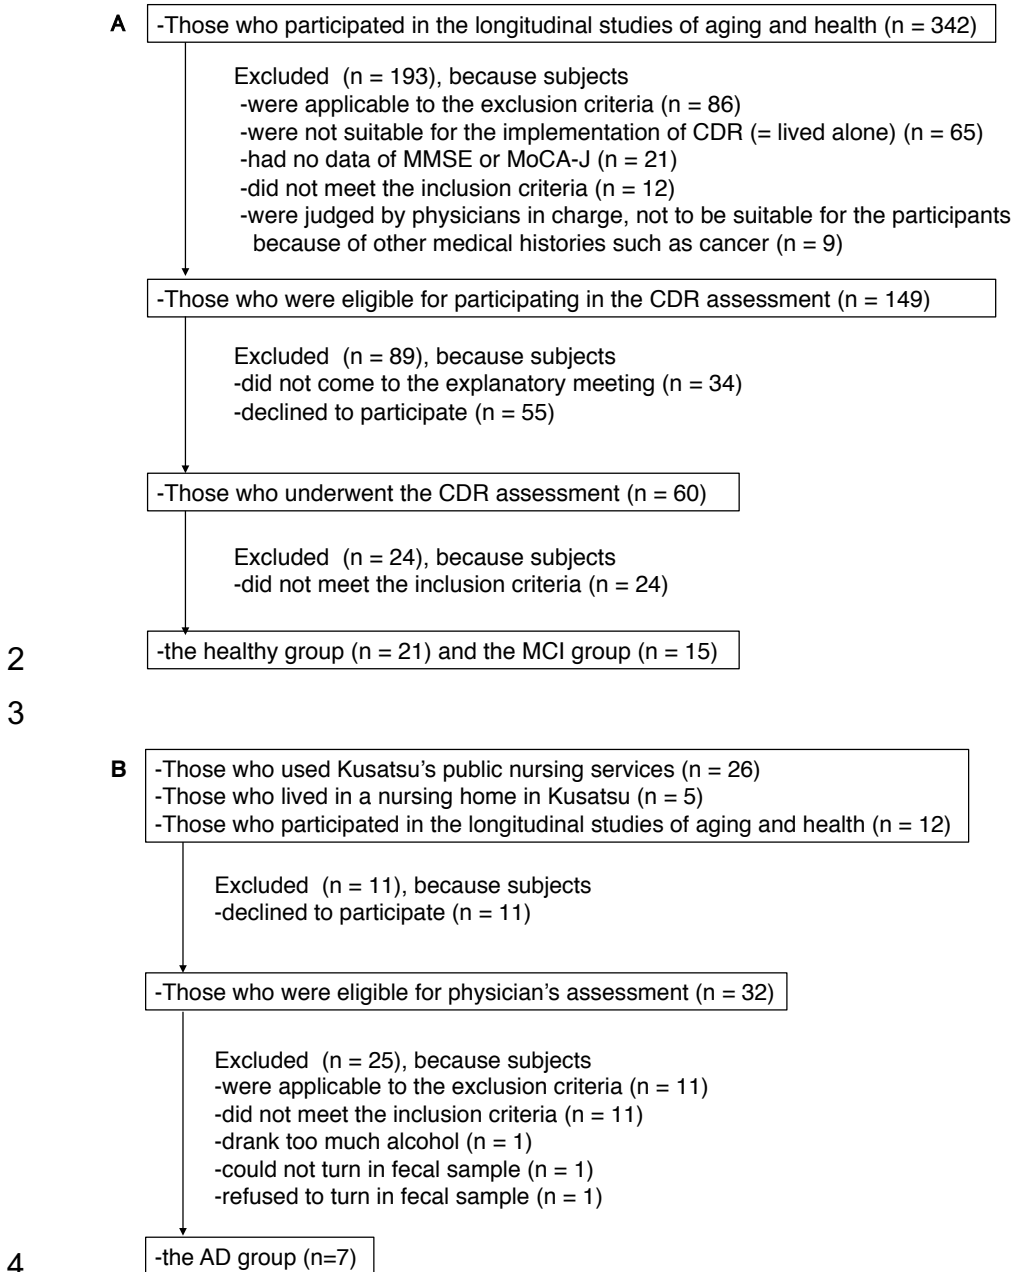 A -Those who participated in the longitudinal studies of aging and health (n = 342)
Excluded (n = 193), because subjects
-were applicable to the exclusion criteria (n = 86)
-were not suitable for the implementation of CDR (= lived alone) (n = 65)
-had no data of MMSE or MoCA-J (n = 21)
-did not meet the inclusion criteria (n = 12)
-were judged by physicians in charge, not to be suitable for the participants
because of other medical histories such as cancer (n = 9)
-Those who were eligible for participating in the CDR assessment (n = 149)
Excluded (n = 89), because subjects
-did not come to the explanatory meeting (n = 34)
-declined to participate (n = 55)
-Those who underwent the CDR assessment (n = 60)
Excluded (n = 24), because subjects
-did not meet the inclusion criteria (n = 24)
2 -the healthy group (n = 21) and the MCI group (n = 15)
3
B -Those who used Kusatsu's public nursing services (n = 26)
-Those who lived in a nursing home in Kusatsu (n = 5)
-Those who participated in the longitudinal studies of aging and health (n = 12)
Excluded (n = 11), because subjects
-declined to participate (n = 11)
-Those who were eligible for physician's assessment (n = 32)
Excluded (n = 25), because subjects
-were applicable to the exclusion criteria (n = 11)
-did not meet the inclusion criteria (n = 11)
-drank too much alcohol (n = 1)
-could not turn in fecal sample (n = 1)
-refused to turn in fecal sample (n = 1)
4 -the AD group (n=7)